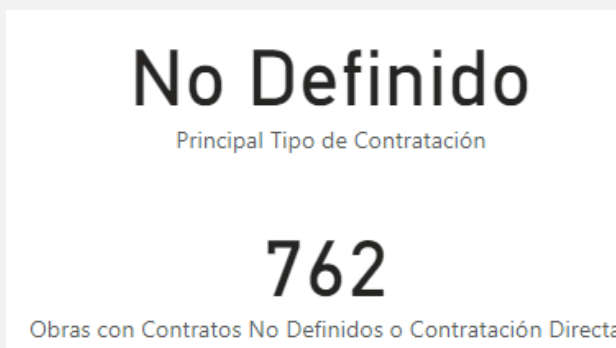 No Definido
Principal Tipo de Contratación
762
Obras con Contratos No Definidos o Contratación Directa